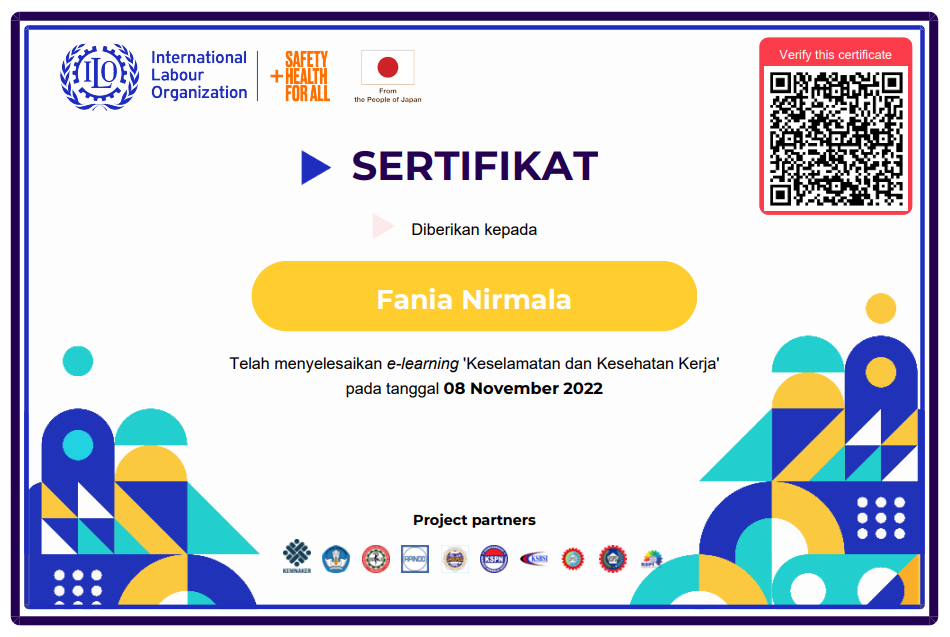 ILO
International
Labour
Organization
SAFETY
+ HEALTH
FOR ALL
From
the People of Japan
Verify this certificate
SERTIFIKAT
Diberikan kepada
Fania Nirmala
Telah menyelesaikan e-learning 'Keselamatan dan Kesehatan Kerja'
pada tanggal 08 November 2022
Project partners
KEMNAKER
APINDO
KSPN
KSBSI